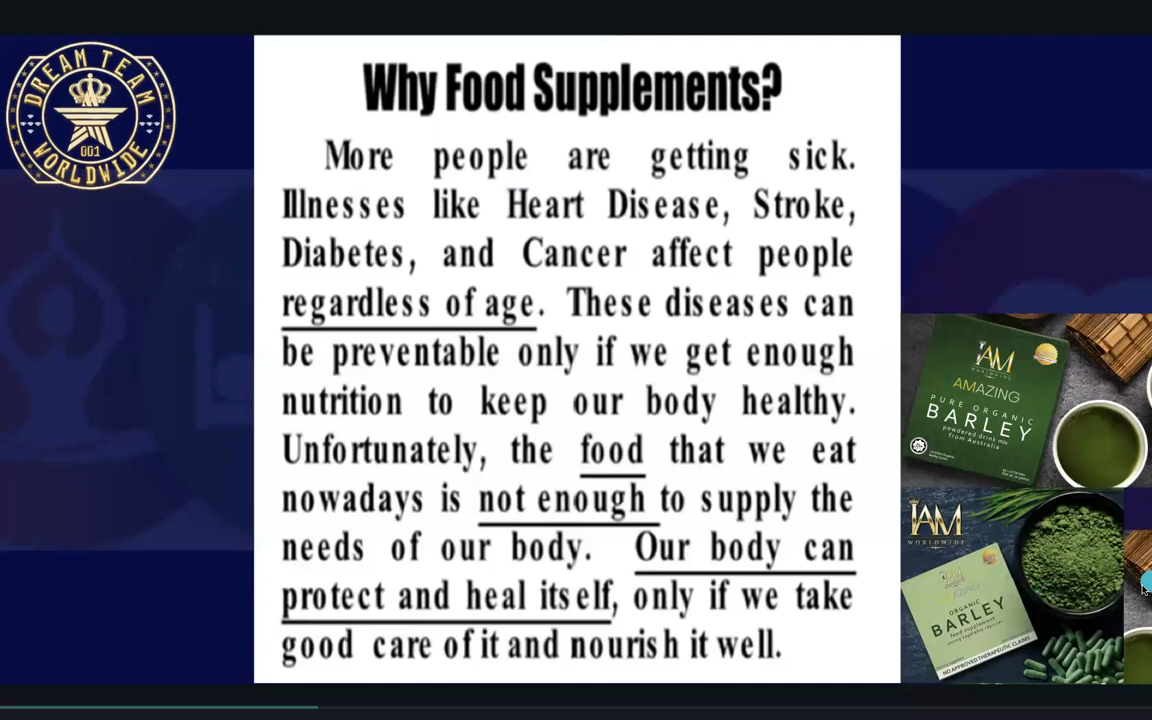 DREAM TEAM
001
WORLDWIDE
Why Food Supplements?
More people are getting sick.
Illnesses like Heart Disease, Stroke,
Diabetes, and Cancer affect people
regardless of age. These diseases can
be preventable only if we get enough
nutrition to keep our body healthy.
Unfortunately, the food that we eat
nowadays is not enough to supply the
needs of our body. Our body can
protect and heal itself, only if we take
good care of it and nourish it well.
IAM
WORLDWIDE
AMAZING
PURE ORGANIC
BARLEY
powdered drink mix
from Australia
IAM
WORLDWIDE
AMAZING
ORGANIC
BARLEY
food supplement
NO APPROVED THERAPEUTIC CLAIMS